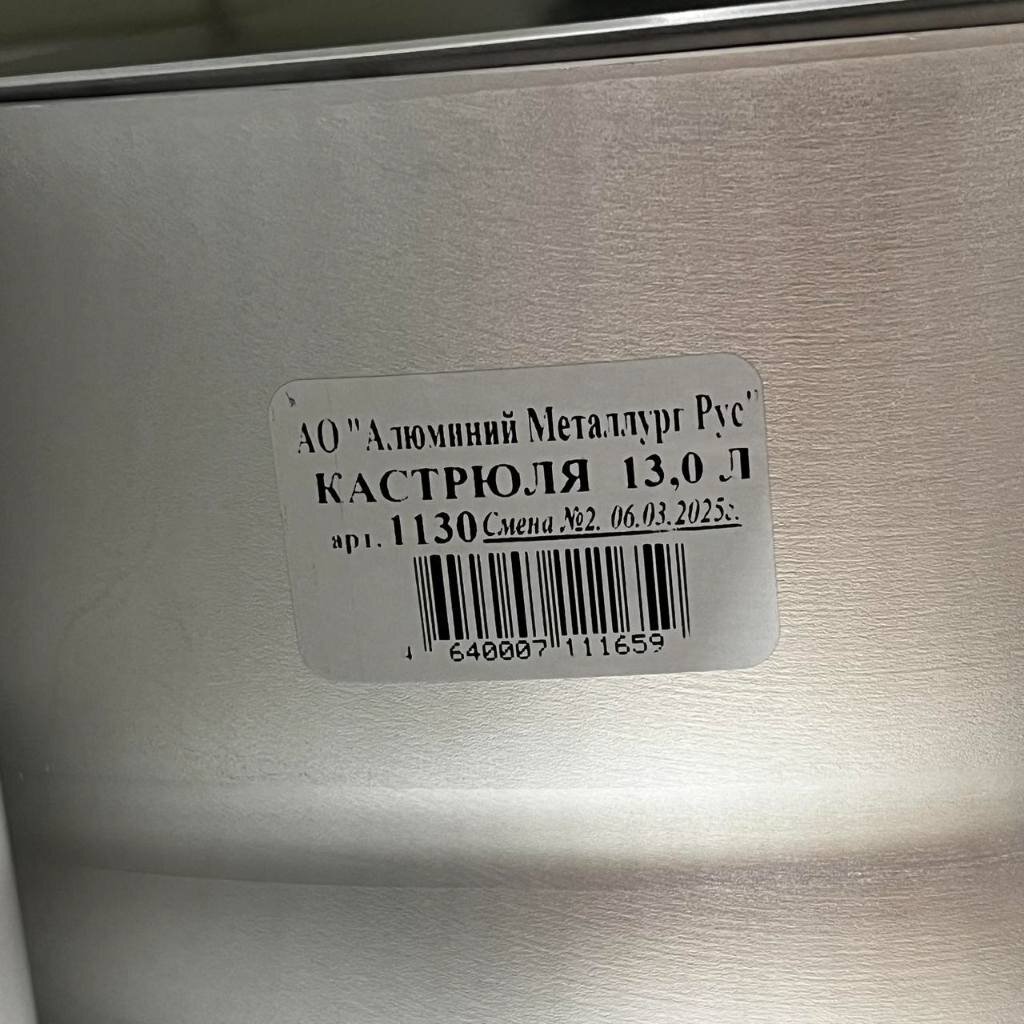 АО "Алюминий Металлург Рус"
КАСТРЮЛЯ 13,0 Л
арт. 1130 Смена №2. 06.03.2025г.
4 640007 111659